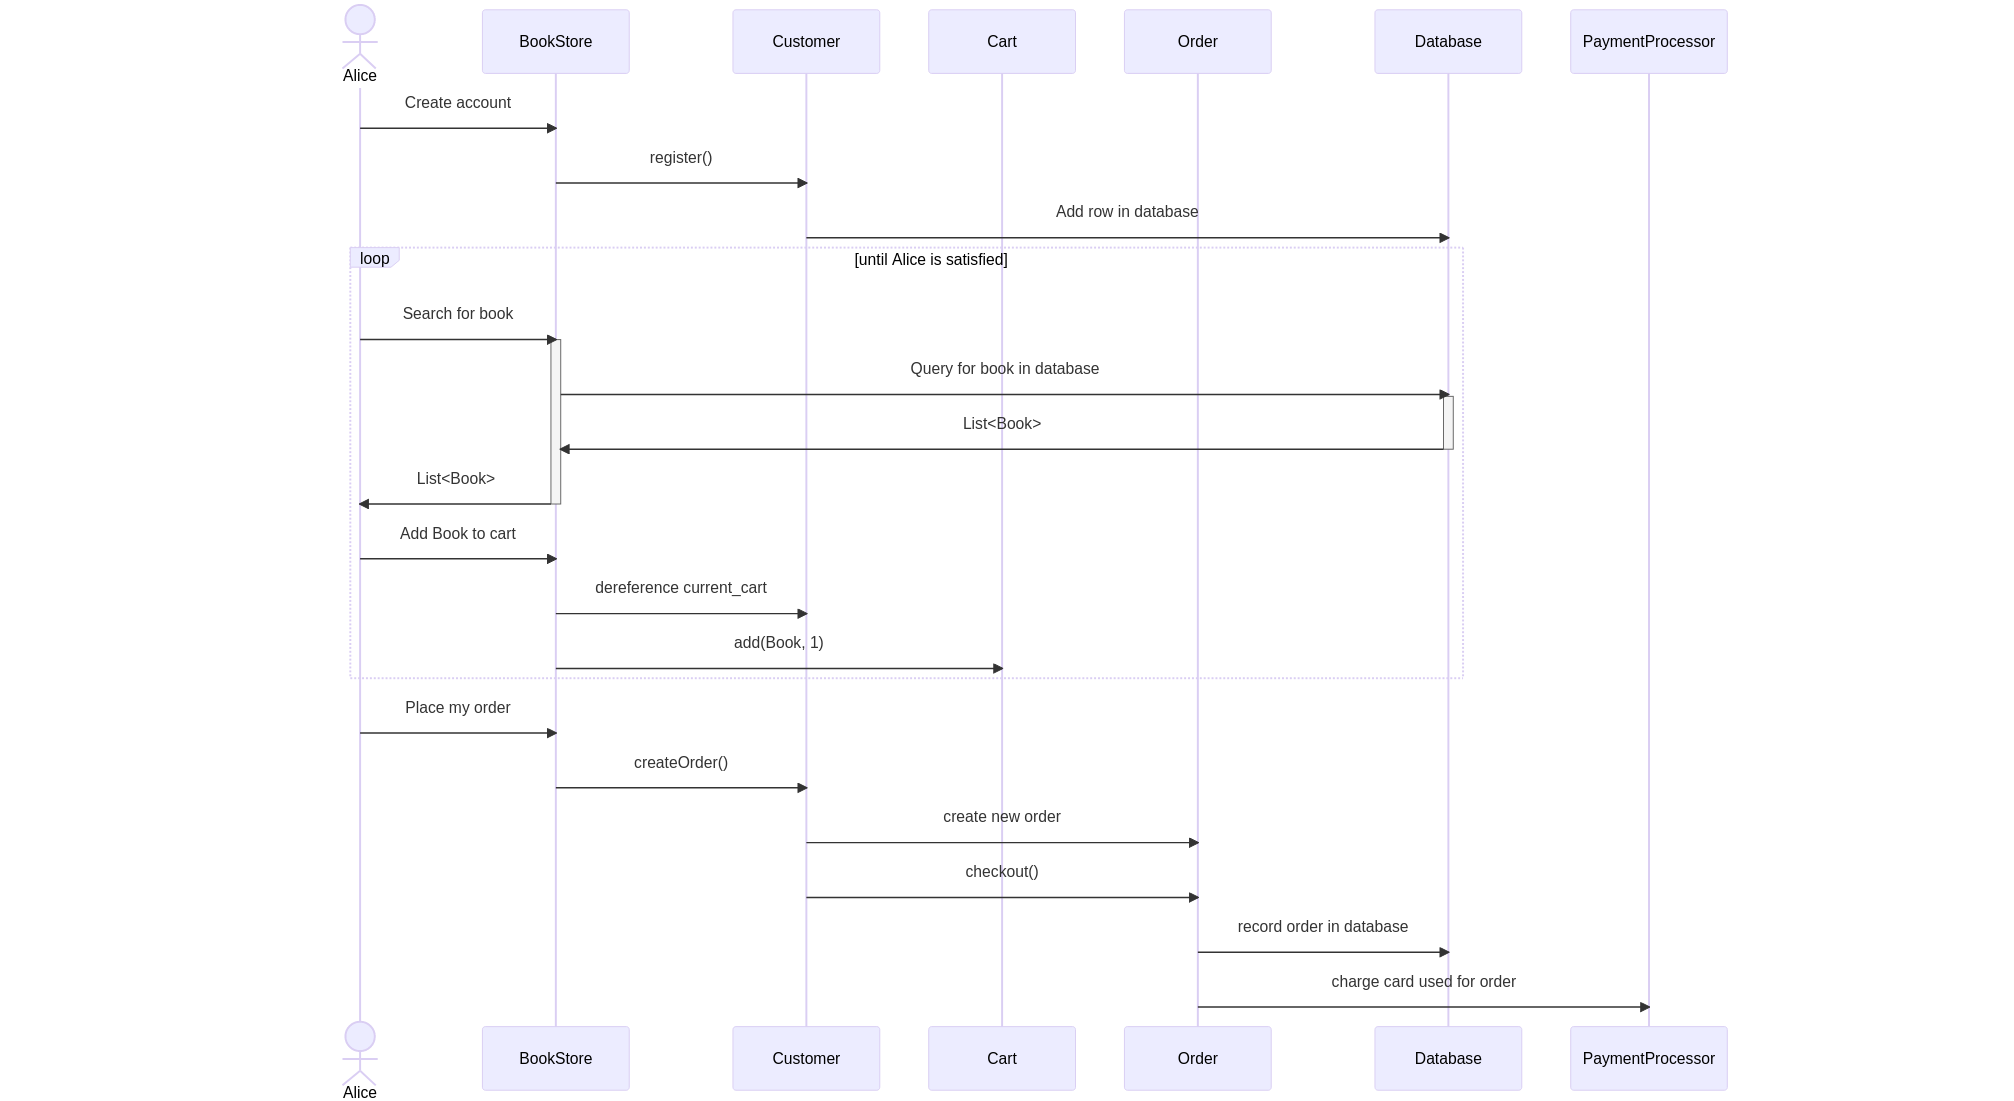 Alice
BookStore
Customer
Cart
Order
Database
PaymentProcessor
Create account
register()
Add row in database
loop
[until Alice is satisfied]
Search for book
Query for book in database
List<Book>
List<Book>
Add Book to cart
dereference current_cart
add(Book, 1)
Place my order
createOrder()
create new order
checkout()
record order in database
charge card used for order
Alice
BookStore
Customer
Cart
Order
Database
PaymentProcessor